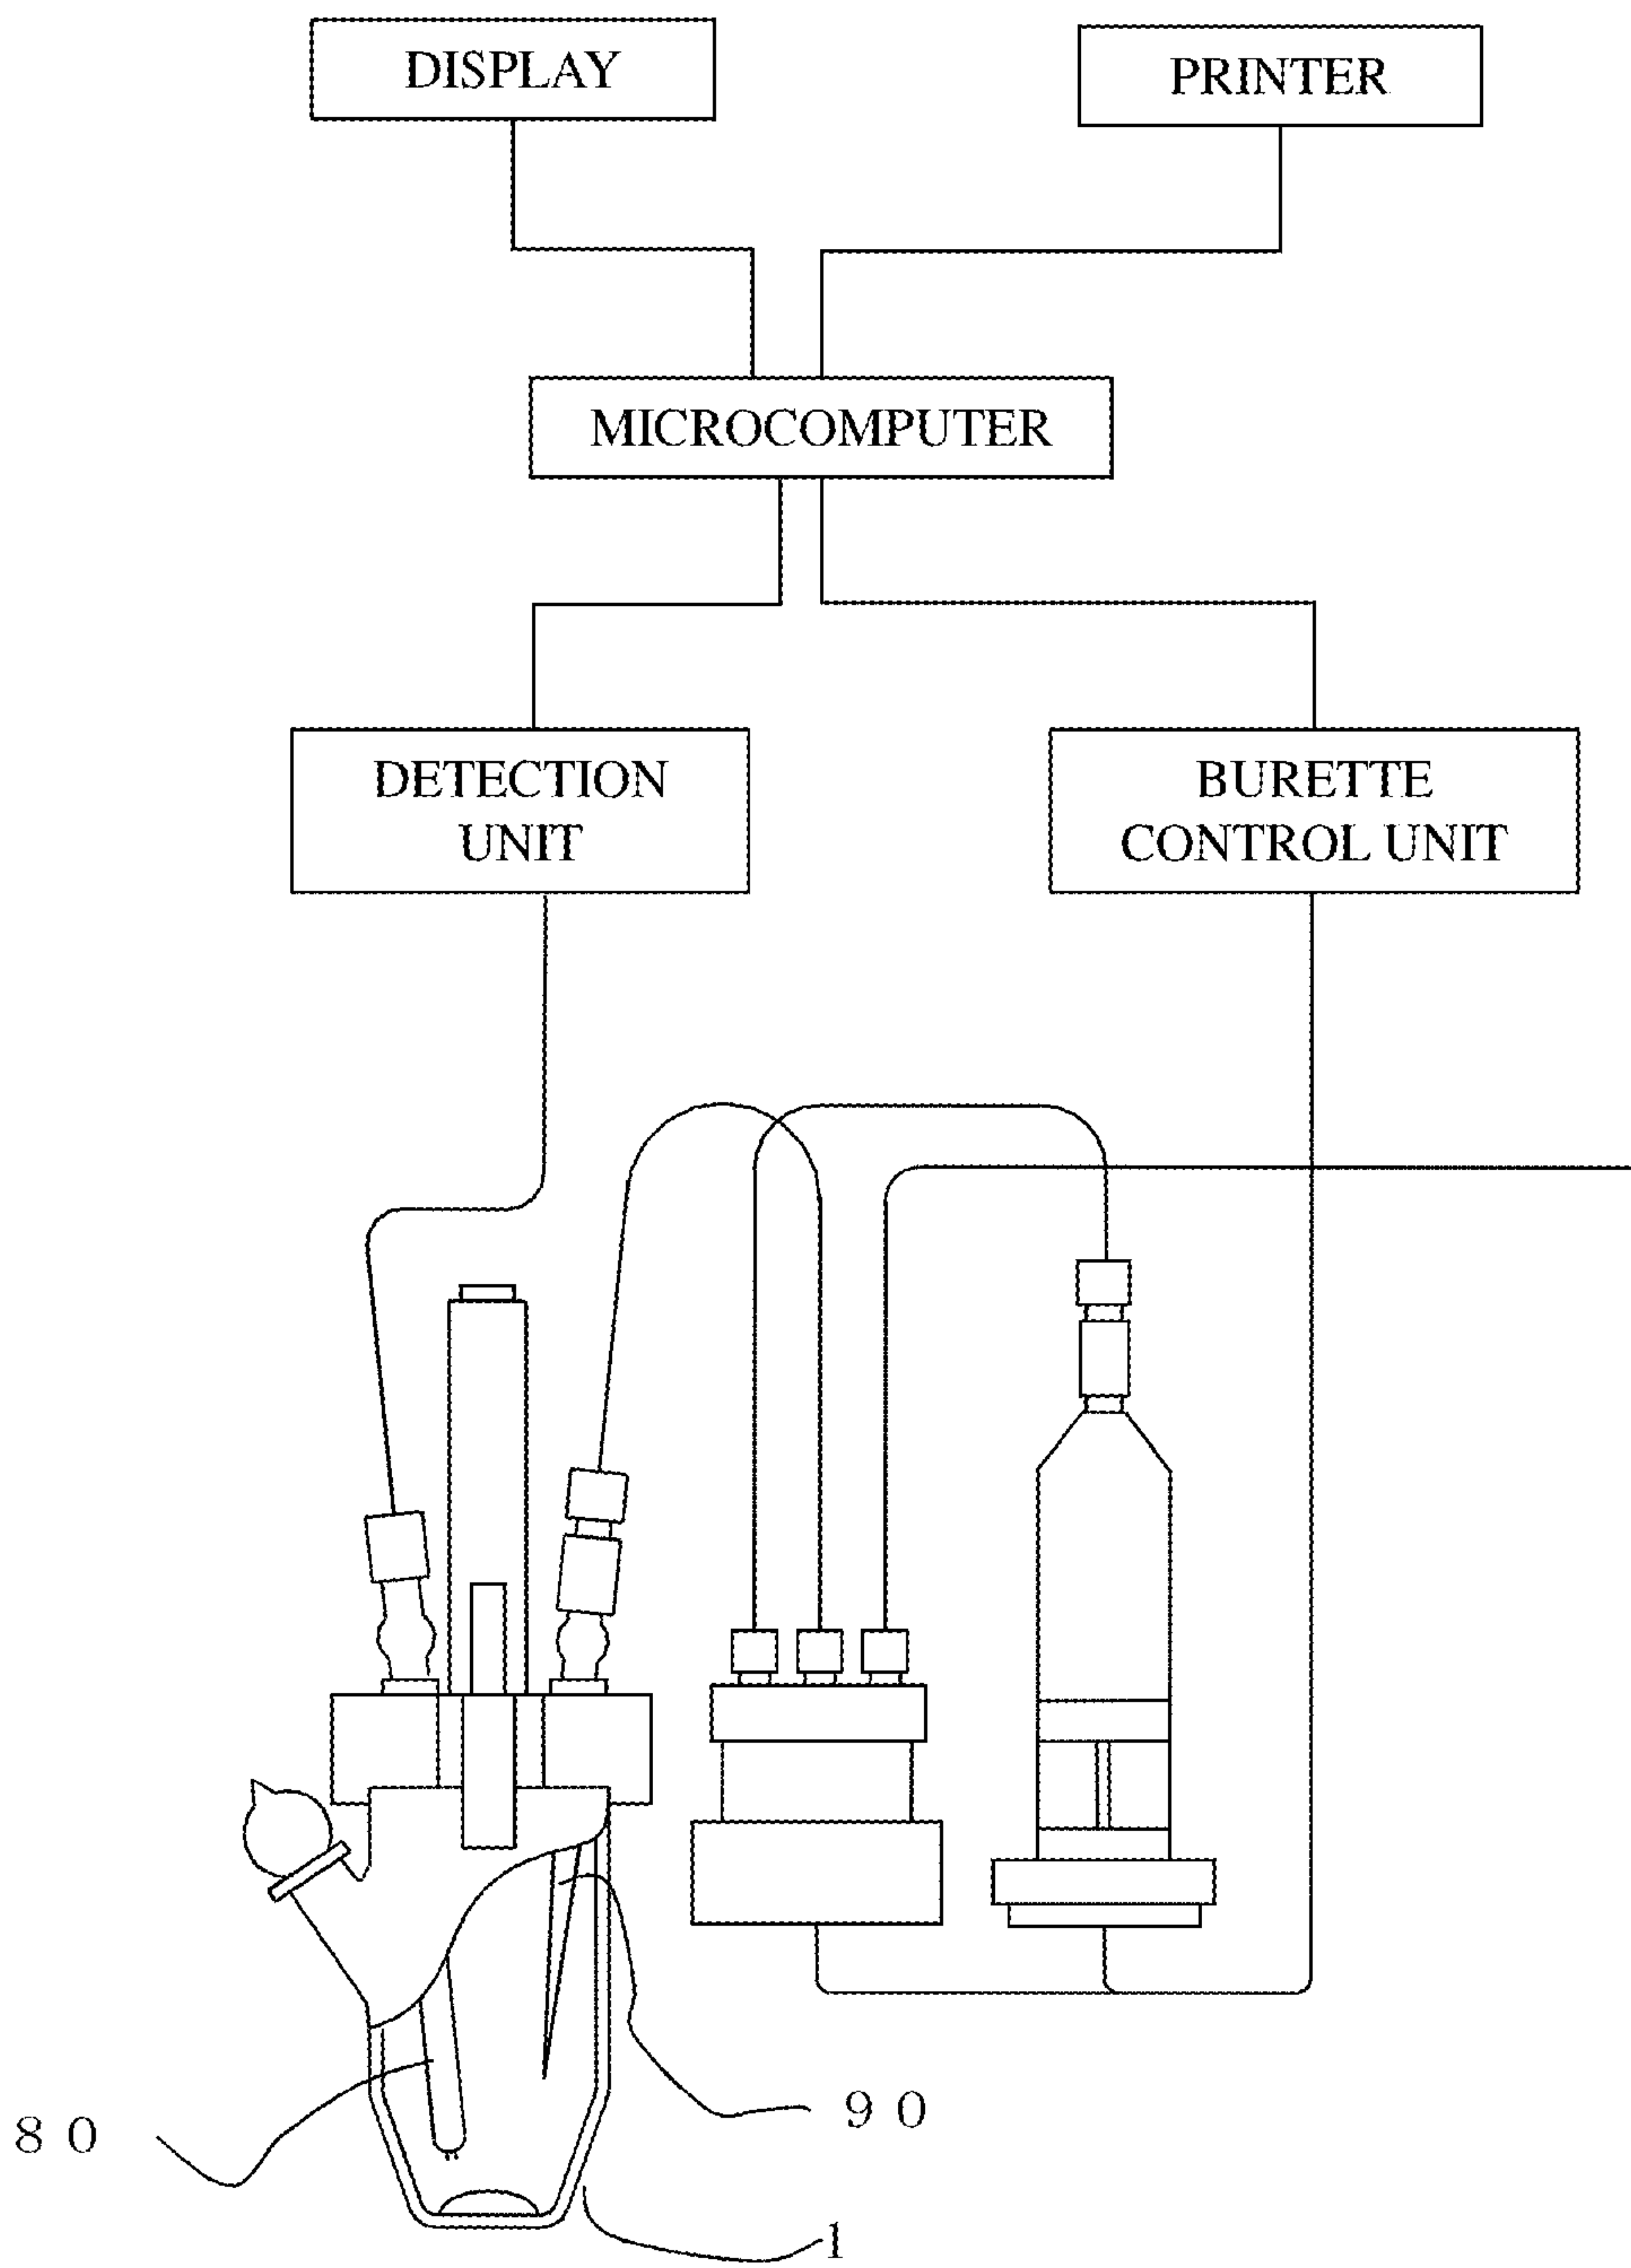 DISPLAY
PRINTER
MICROCOMPUTER
DETECTION
UNIT
BURETTE
CONTROL UNIT
90
80
1